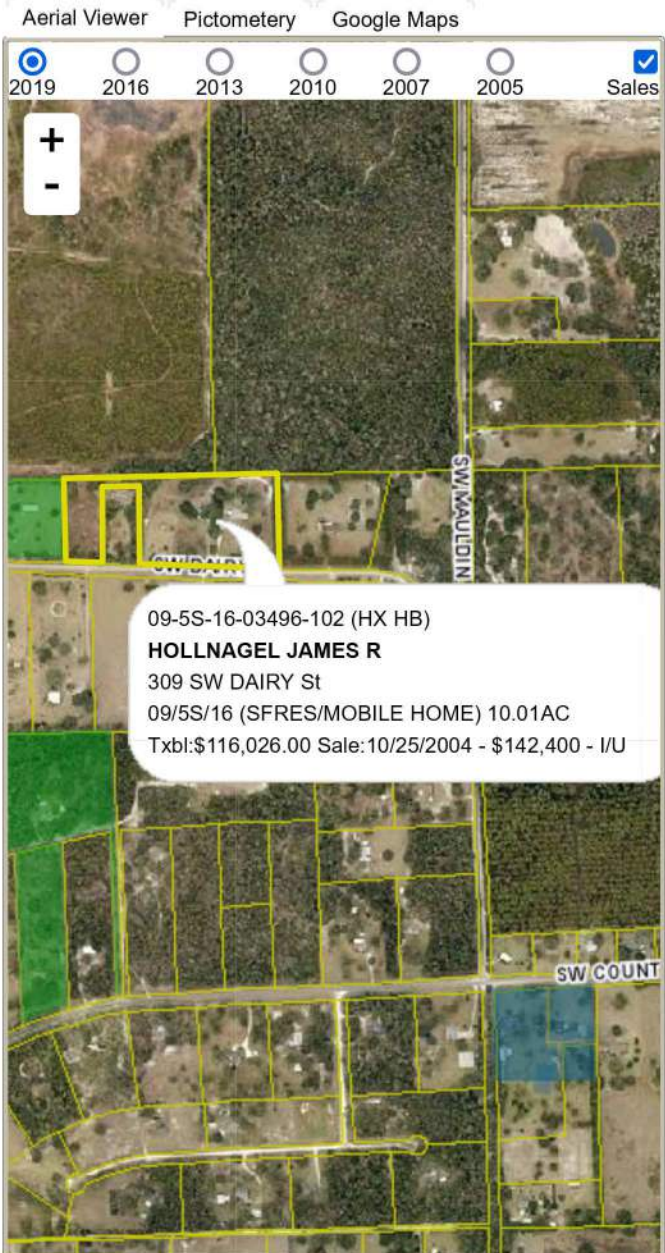 Aerial Viewer Pictometery Google Maps
2019 2016 2013 2010 2007 2005 Sales
+
-
SW MAULDIN
SW DAIRY
09-5S-16-03496-102 (HX HB)
HOLLNAGEL JAMES R
309 SW DAIRY St
09/5S/16 (SFRES/MOBILE HOME) 10.01AC
Txbl:$116,026.00 Sale:10/25/2004 - $142,400 - I/U
SW COUNT